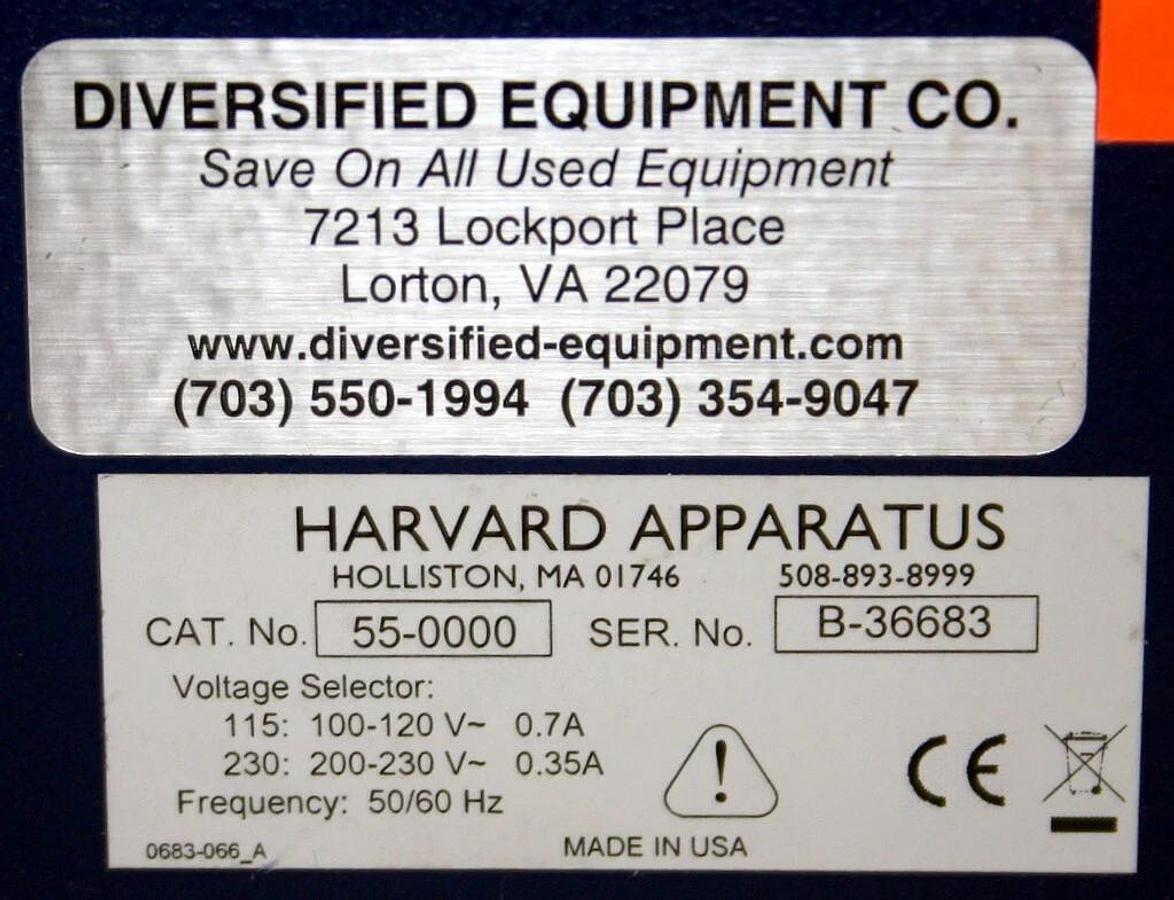 DIVERSIFIED EQUIPMENT CO.
Save On All Used Equipment
7213 Lockport Place
Lorton, VA 22079
www.diversified-equipment.com
(703) 550-1994 (703) 354-9047
HARVARD APPARATUS
HOLLISTON, MA 01746 508-893-8999
CAT. No. 55-0000 SER. No. B-36683
Voltage Selector:
115: 100-120 V~ 0.7A
230: 200-230 V~ 0.35A
Frequency: 50/60 Hz
CE
0683-066_A MADE IN USA